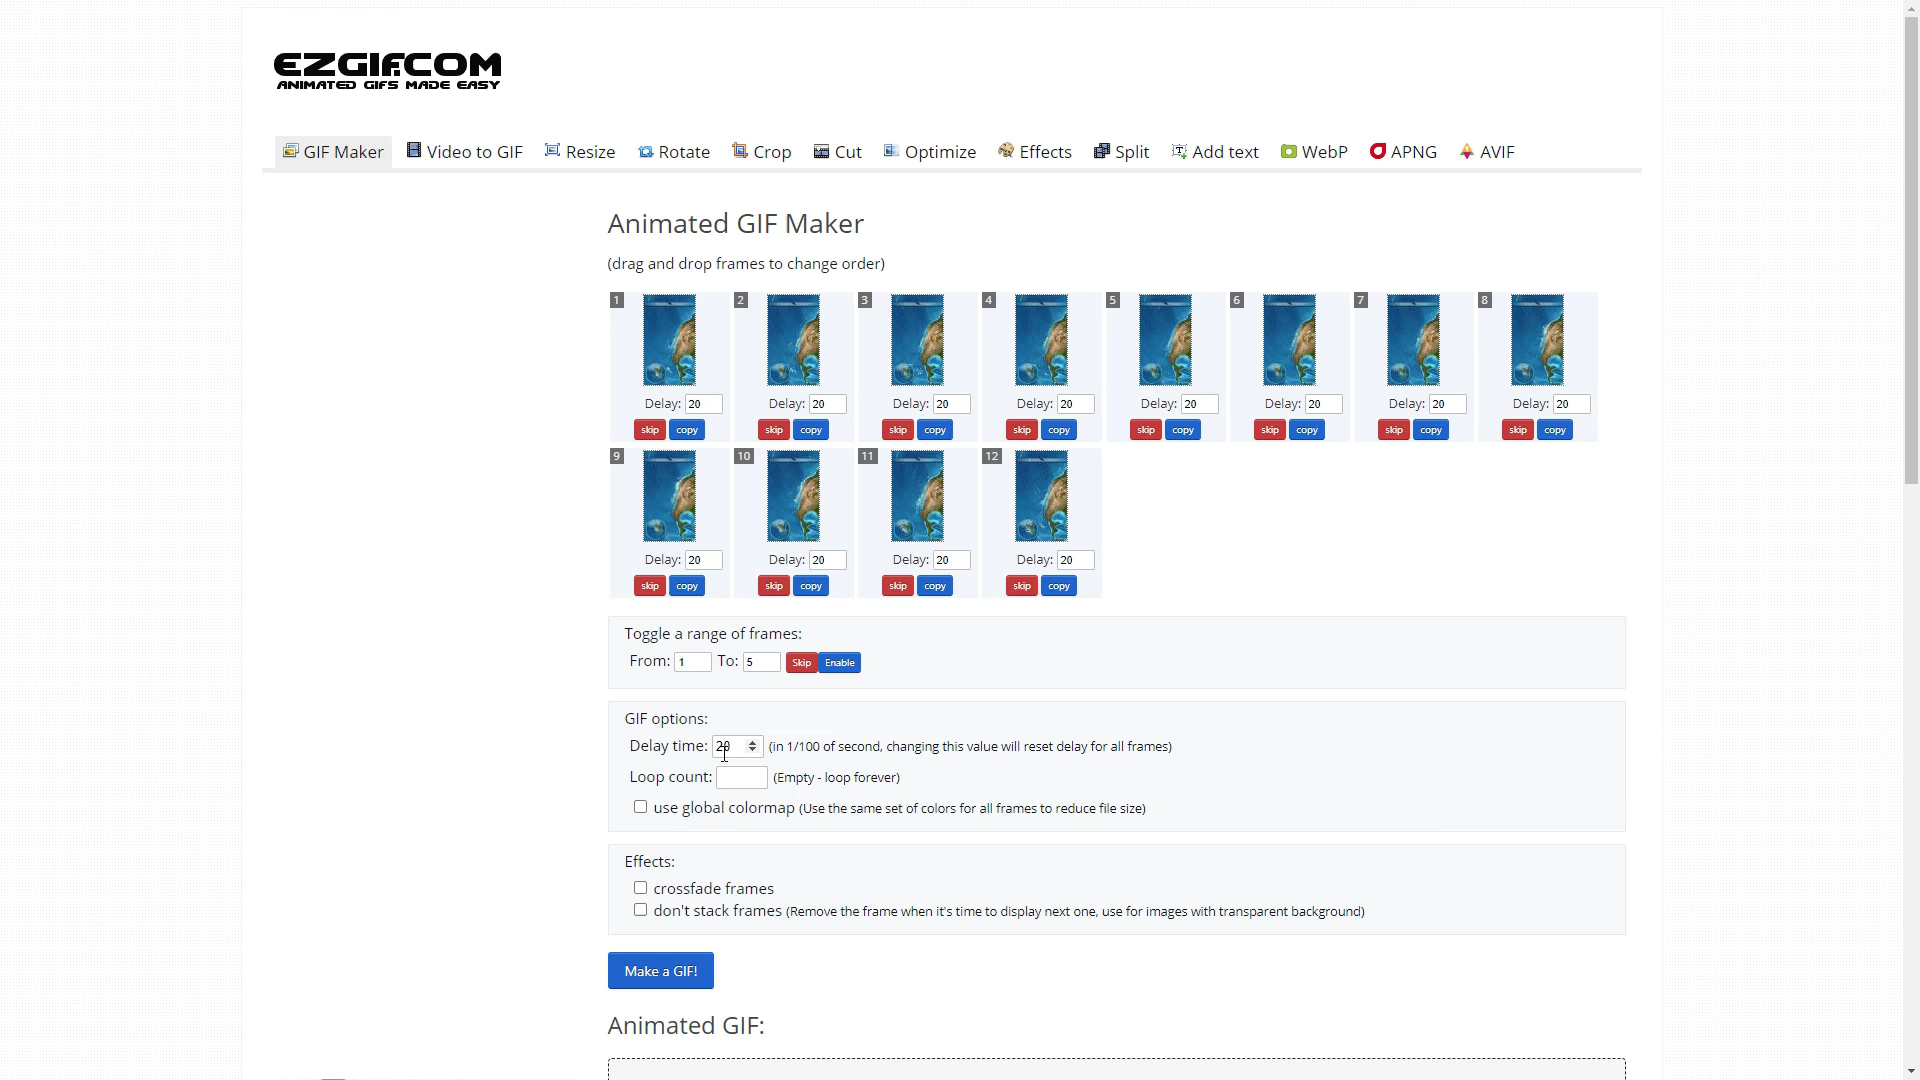 EZGIF.COM
ANIMATED GIFS MADE EASY
GIF Maker Video to GIF Resize Rotate Crop Cut Optimize Effects Split Add text WebP APNG AVIF
Animated GIF Maker
(drag and drop frames to change order)
1 2 3 4 5 6 7 8
Delay: 20 Delay: 20 Delay: 20 Delay: 20 Delay: 20 Delay: 20 Delay: 20 Delay: 20
skip copy skip copy skip copy skip copy skip copy skip copy skip copy skip copy
9 10 11 12
Delay: 20 Delay: 20 Delay: 20 Delay: 20
skip copy skip copy skip copy skip copy
Toggle a range of frames:
From: 1 To: 5 Skip Enable
GIF options:
Delay time: 20 (in 1/100 of second, changing this value will reset delay for all frames)
Loop count: (Empty - loop forever)
use global colormap (Use the same set of colors for all frames to reduce file size)
Effects:
crossfade frames
don't stack frames (Remove the frame when it's time to display next one, use for images with transparent background)
Make a GIF!
Animated GIF: